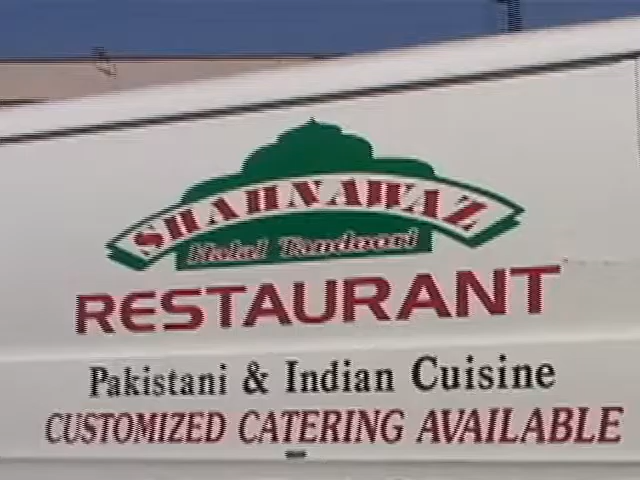 SHAHNAWAZ
Halal Tandoori
RESTAURANT
Pakistani & Indian Cuisine
CUSTOMIZED CATERING AVAILABLE